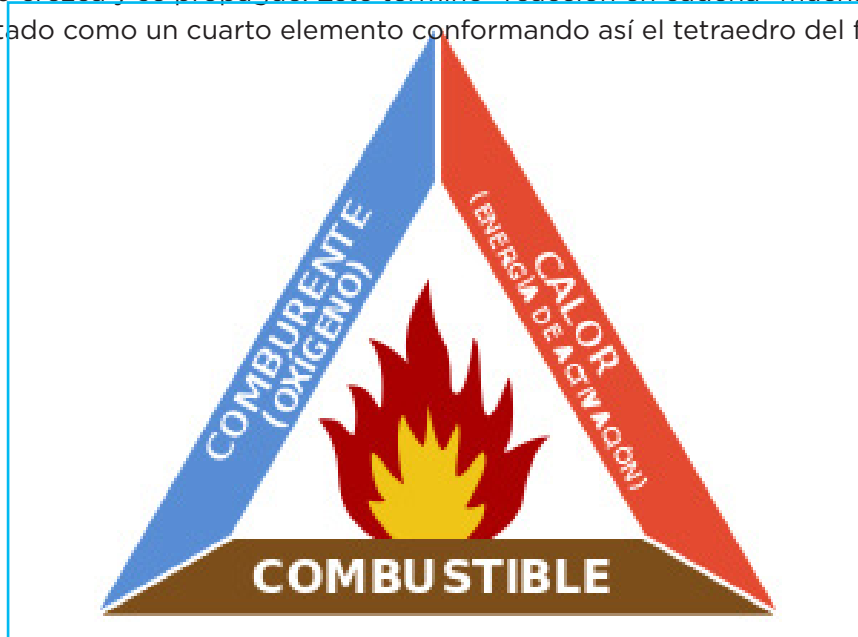 tado como un cuarto elemento conformando así el tetraedro del f
COMBURENTE
(OXÍGENO)
CALOR
(ENERGÍA DE ACTIVACIÓN)
COMBUSTIBLE